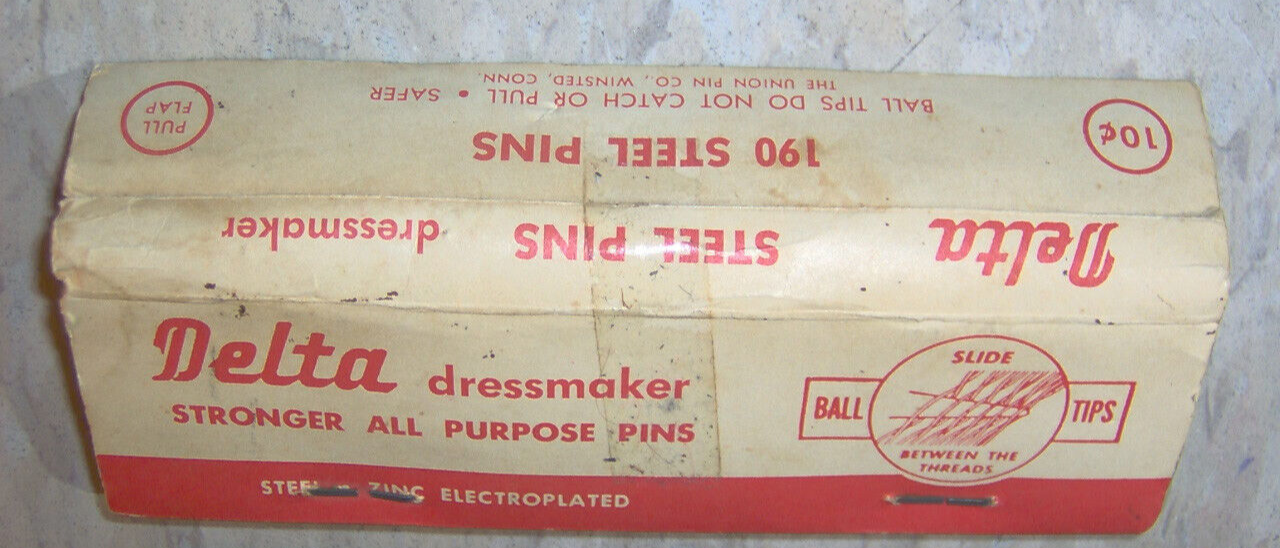 THE UNION PIN CO., WINSTED, CONN.
BALL TIPS DO NOT CATCH OR PULL • SAFER
PULL
FLAP
10¢
190 STEEL PINS
Delta STEEL PINS dressmaker
Delta dressmaker
STRONGER ALL PURPOSE PINS
SLIDE
BALL TIPS
BETWEEN THE
THREADS
STEEL ZINC ELECTROPLATED